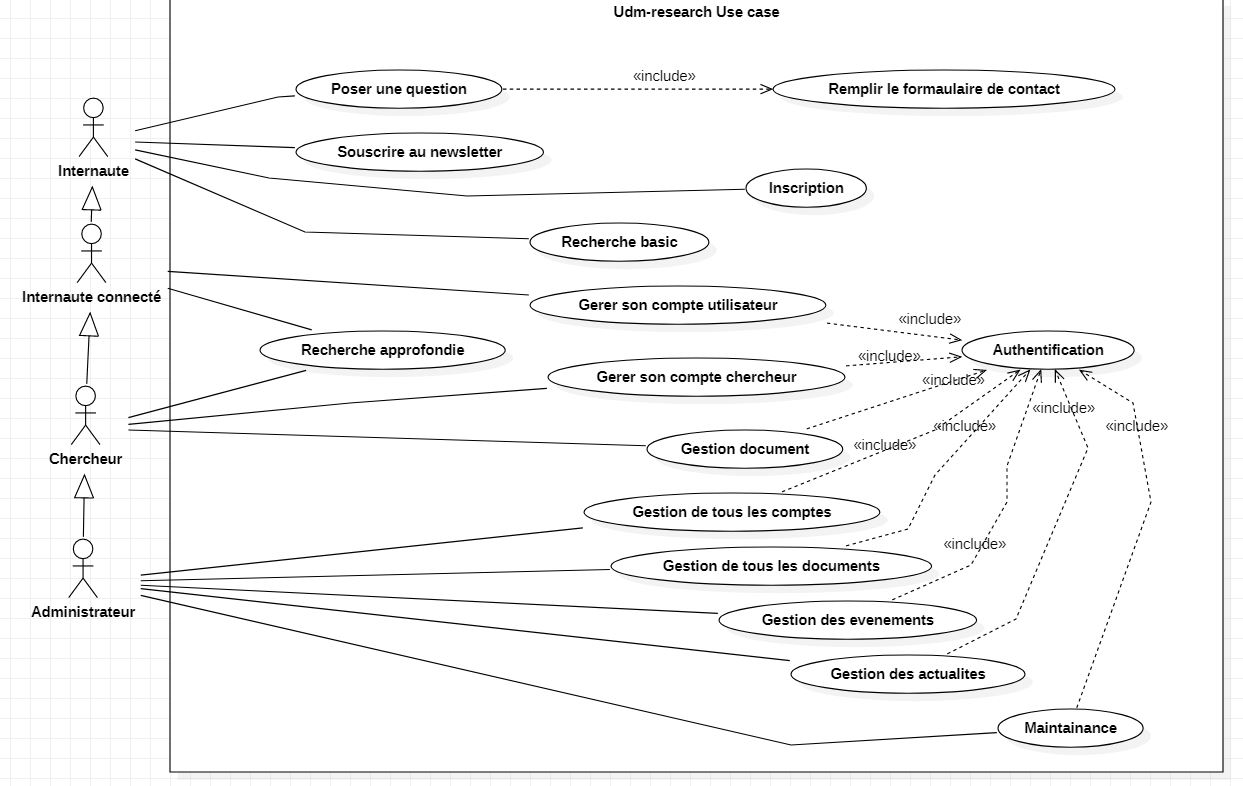 Udm-research Use case
«include»
Poser une question
Remplir le formaulaire de contact
Souscrire au newsletter
Internaute
Inscription
Recherche basic
Internaute connecté
Gerer son compte utilisateur
«include»
Recherche approfondie
Authentification
«include»
Gerer son compte chercheur
«include»
«include»
«include»
«include»
«include»
Gestion document
Chercheur
Gestion de tous les comptes
«include»
Gestion de tous les documents
Administrateur
Gestion des evenements
Gestion des actualites
Maintainance